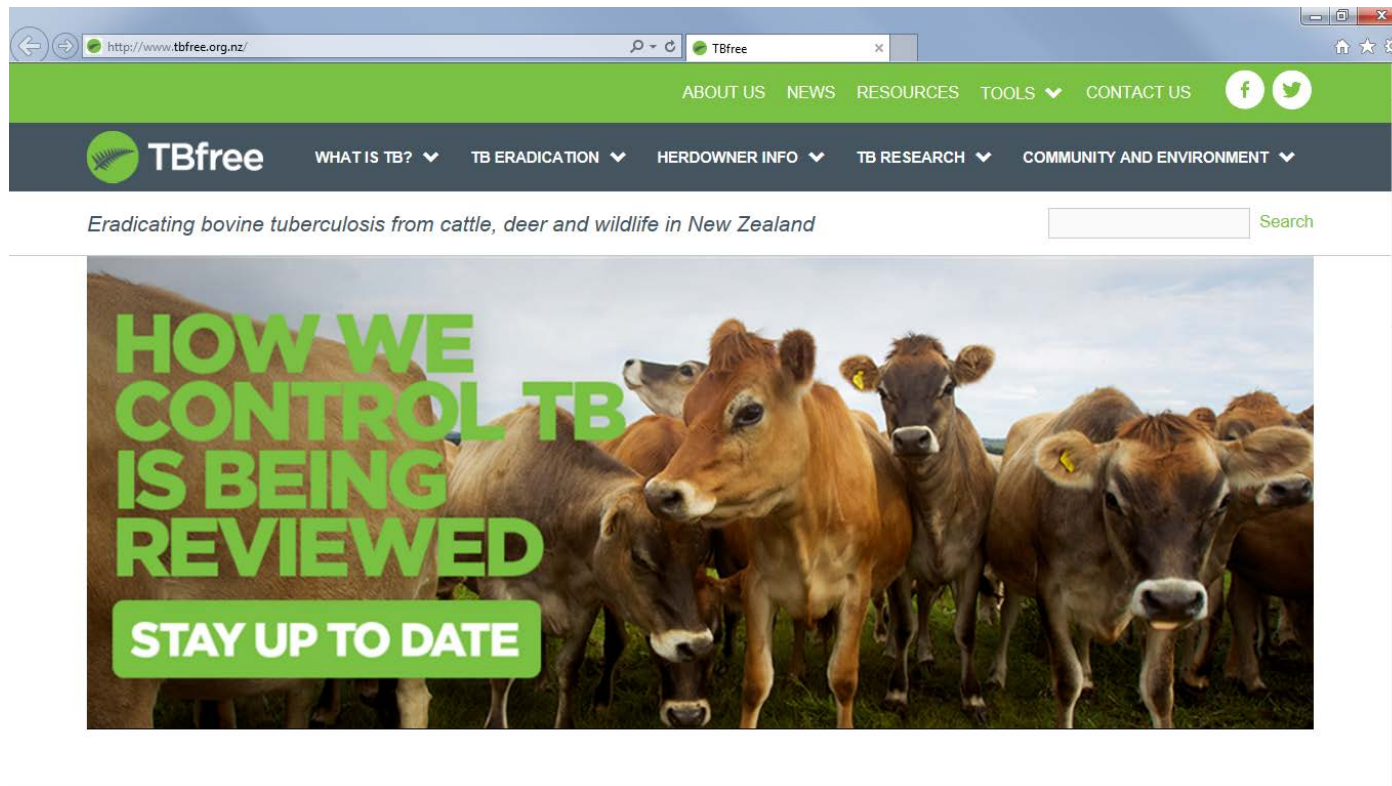 http://www.tbfree.org.nz/
TBfree
ABOUT US NEWS RESOURCES TOOLS CONTACT US
TBfree WHAT IS TB? TB ERADICATION HERDOWNER INFO TB RESEARCH COMMUNITY AND ENVIRONMENT
Eradicating bovine tuberculosis from cattle, deer and wildlife in New Zealand
Search
HOW WE
CONTROL TB
IS BEING
REVIEWED
STAY UP TO DATE